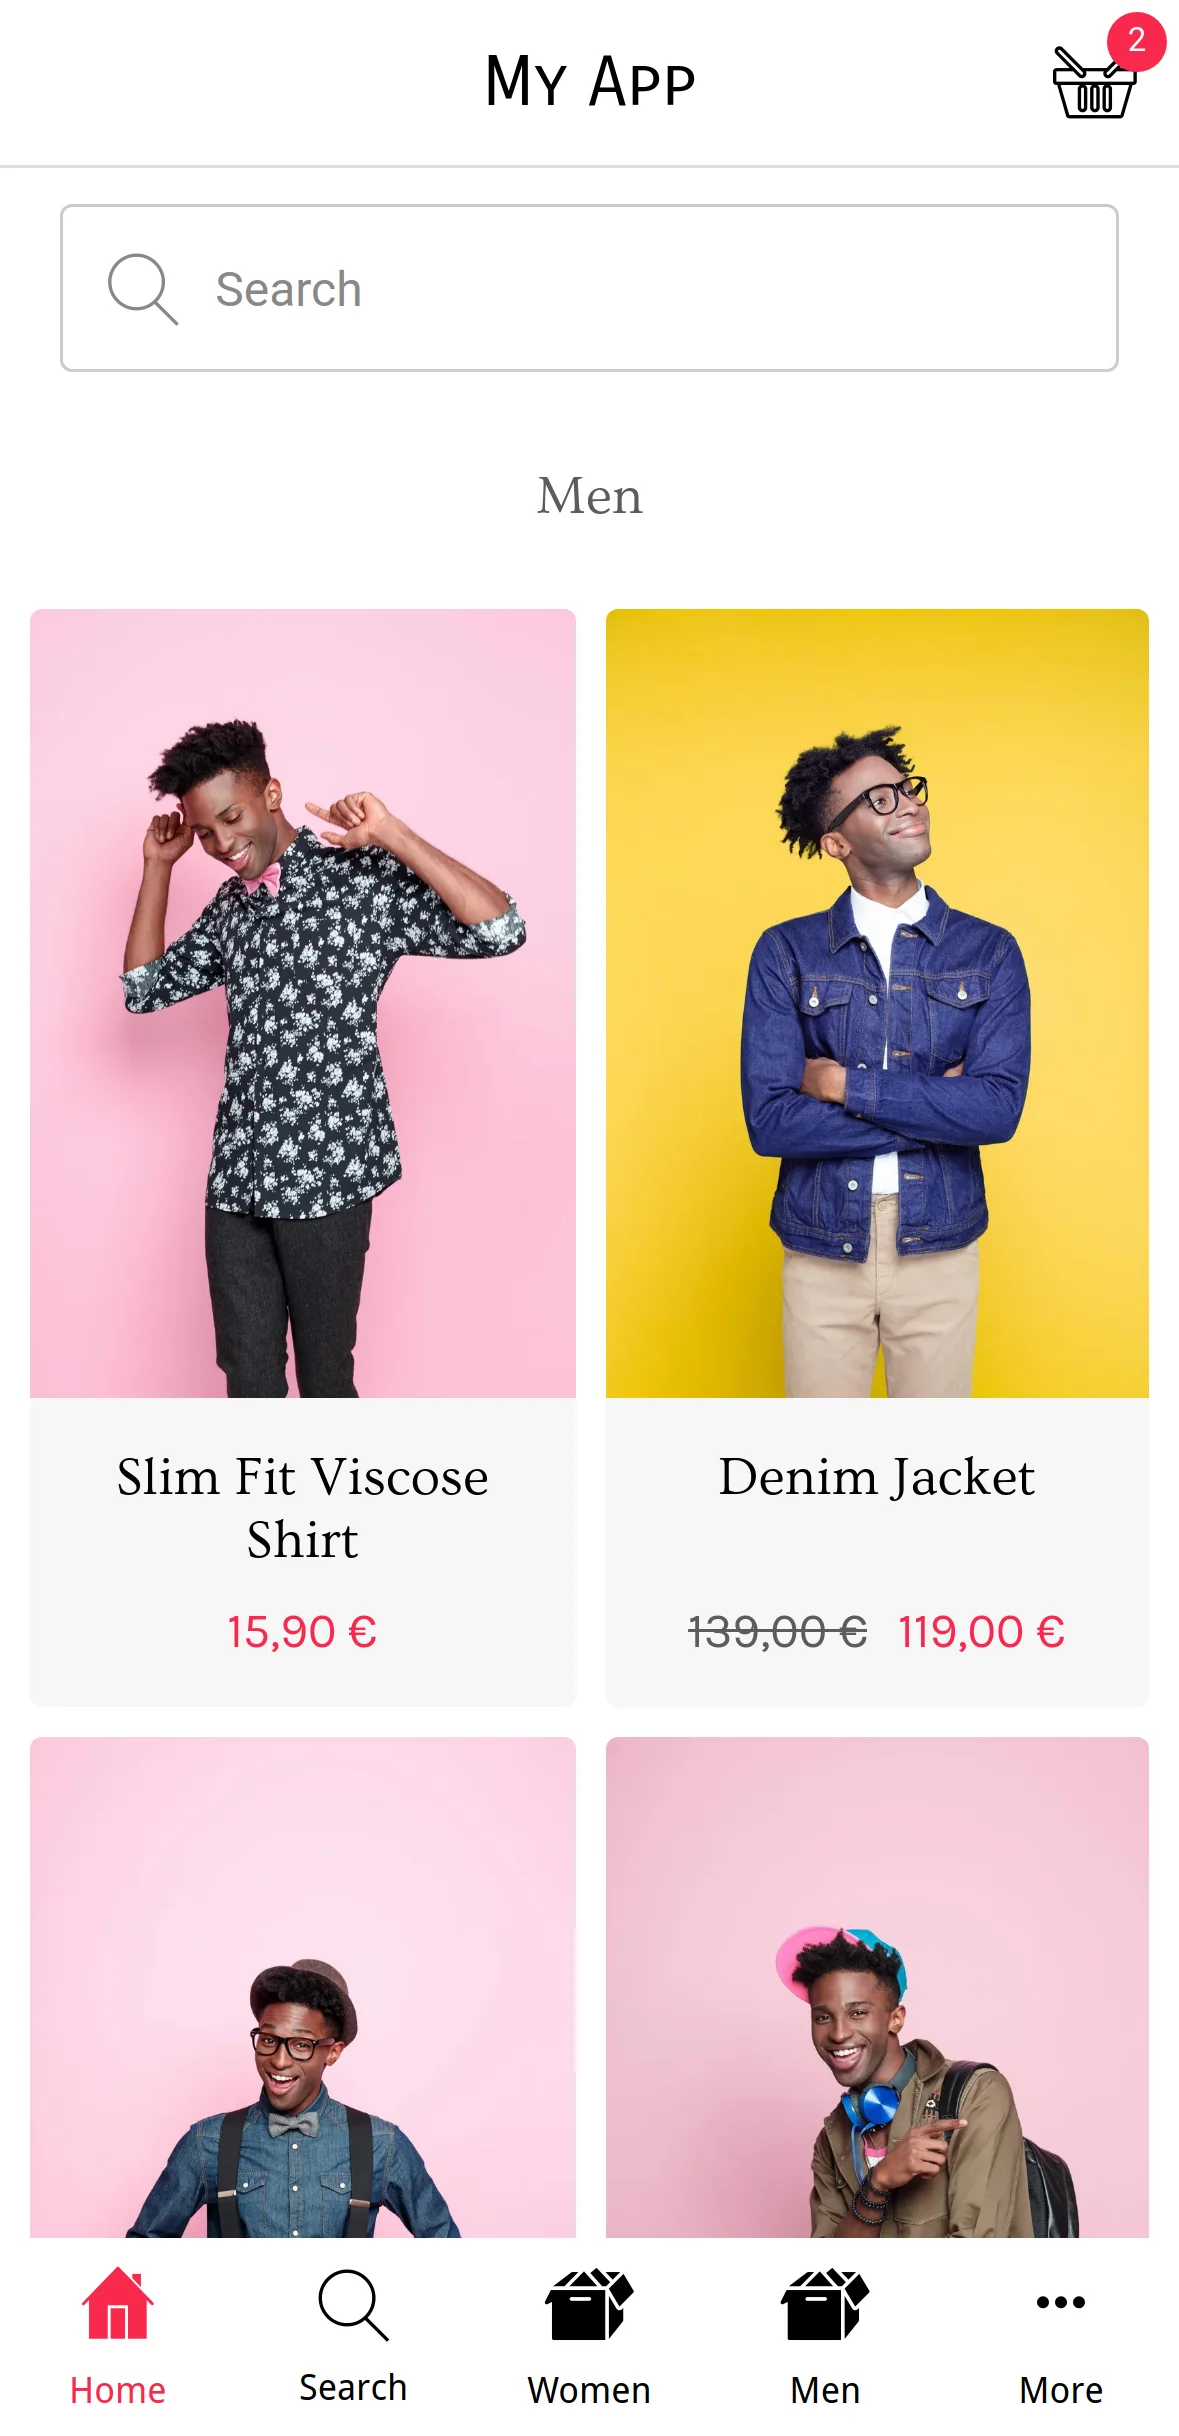 My App
2
Search
Men
Slim Fit Viscose
Shirt
15,90 €
Denim Jacket
139,00 € 119,00 €
Home
Search
Women
Men
More